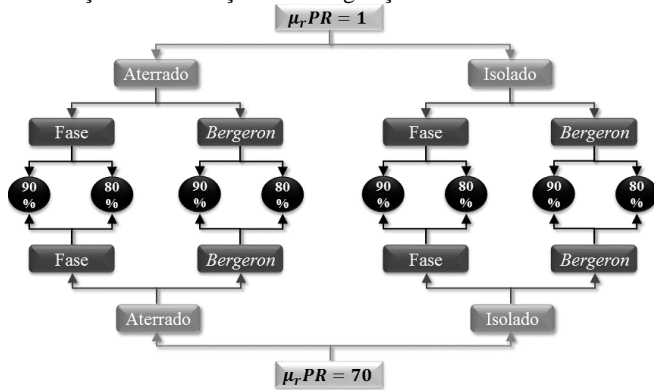 μᵣPR = 1
Aterrado Isolado
Fase Bergeron Fase Bergeron
90 % 80 % 90 % 80 % 90 % 80 % 90 % 80 %
Fase Bergeron Fase Bergeron
Aterrado Isolado
μᵣPR = 70